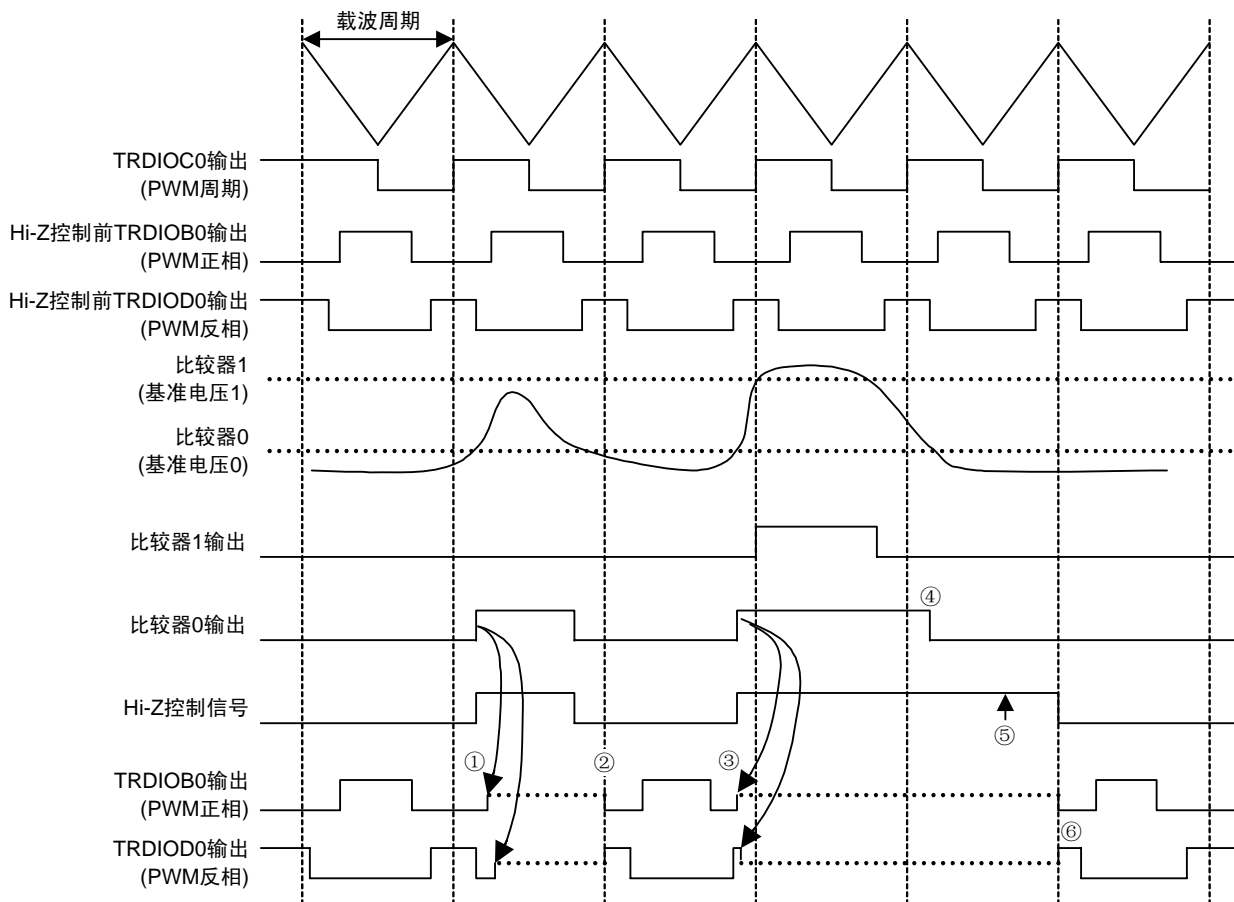 载波周期
TRDIOC0输出
(PWM周期)
Hi-Z控制前TRDIOB0输出
(PWM正相)
Hi-Z控制前TRDIOD0输出
(PWM反相)
比较器1
(基准电压1)
比较器0
(基准电压0)
比较器1输出
④
比较器0输出
Hi-Z控制信号
⑤
① ② ③
TRDIOB0输出
(PWM正相)
⑥
TRDIOD0输出
(PWM反相)